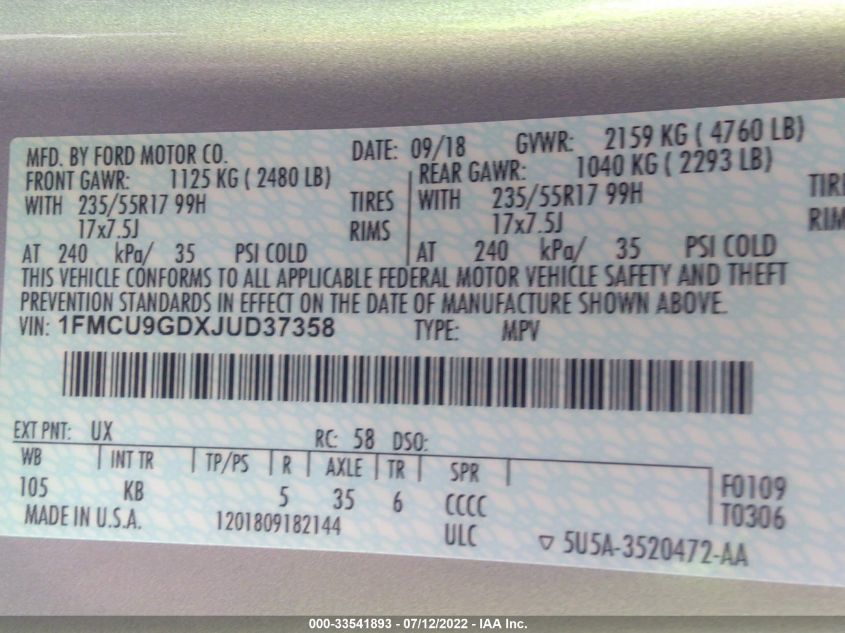 MFD. BY FORD MOTOR CO. DATE: 09/18 GVWR: 2159 KG ( 4760 LB)
FRONT GAWR: 1125 KG ( 2480 LB) REAR GAWR: 1040 KG ( 2293 LB)
WITH 235/55R17 99H TIRES WITH 235/55R17 99H
17x7.5J RIMS 17x7.5J
AT 240 kPa/ 35 PSI COLD AT 240 kPa/ 35 PSI COLD
THIS VEHICLE CONFORMS TO ALL APPLICABLE FEDERAL MOTOR VEHICLE SAFETY AND THEFT
PREVENTION STANDARDS IN EFFECT ON THE DATE OF MANUFACTURE SHOWN ABOVE.
VIN: 1FMCU9GDXJUD37358 TYPE: MPV
EXT PNT: UX RC: 58 DSO:
WB INT TR TP/PS R AXLE TR SPR
105 KB 5 35 6 CCCC F0109
MADE IN U.S.A. 1201809182144 ULC T0306
▽ 5U5A-3520472-AA
000-33541893 - 07/12/2022 - IAA Inc.